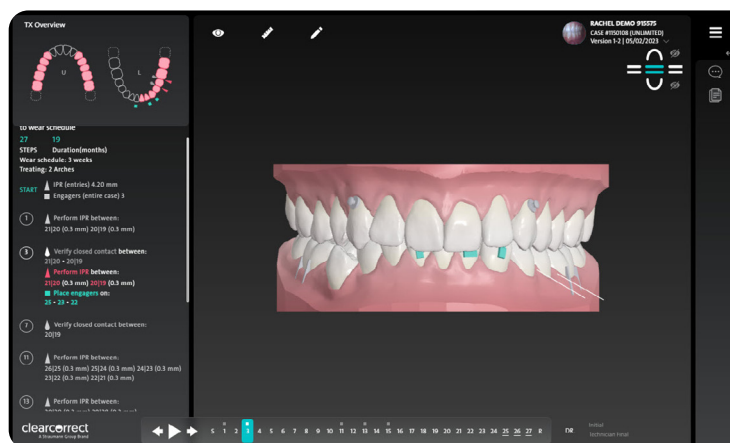 TX Overview
U
L
to wear schedule
27 19
STEPS Duration(months)
Wear schedule: 3 weeks
Treating: 2 Arches
START
IPR (entries) 4.20 mm
Engagers (entire case) 3
1
Perform IPR between:
21|20 (0.3 mm) 20|19 (0.3 mm)
3
Verify closed contact between:
21|20 - 20|19
Perform IPR between:
21|20 (0.3 mm) 20|19 (0.3 mm)
Place engagers on:
25 - 23 - 22
7
Verify closed contact between:
20|19
11
Perform IPR between:
26|25 (0.3 mm) 25|24 (0.3 mm) 24|23 (0.3 mm)
23|22 (0.3 mm) 22|21 (0.3 mm)
13
Perform IPR between:
clearcorrect
A Straumann Group Brand
RACHEL DEMO 915575
CASE #1150108 (UNLIMITED)
Version 1-2 | 05/02/2023
S 1 2 3 4 5 6 7 8 9 10 11 12 13 14 15 16 17 18 19 20 21 22 23 24 25 26 27 R
Initial